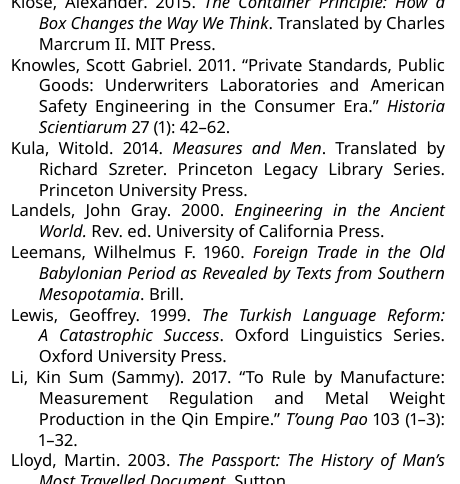 Klose, Alexander. 2015. The Container Principle: How a
Box Changes the Way We Think. Translated by Charles
Marcrum II. MIT Press.
Knowles, Scott Gabriel. 2011. “Private Standards, Public
Goods: Underwriters Laboratories and American
Safety Engineering in the Consumer Era.” Historia
Scientiarum 27 (1): 42–62.
Kula, Witold. 2014. Measures and Men. Translated by
Richard Szreter. Princeton Legacy Library Series.
Princeton University Press.
Landels, John Gray. 2000. Engineering in the Ancient
World. Rev. ed. University of California Press.
Leemans, Wilhelmus F. 1960. Foreign Trade in the Old
Babylonian Period as Revealed by Texts from Southern
Mesopotamia. Brill.
Lewis, Geoffrey. 1999. The Turkish Language Reform:
A Catastrophic Success. Oxford Linguistics Series.
Oxford University Press.
Li, Kin Sum (Sammy). 2017. “To Rule by Manufacture:
Measurement Regulation and Metal Weight
Production in the Qin Empire.” T’oung Pao 103 (1–3):
1–32.
Lloyd, Martin. 2003. The Passport: The History of Man’s
Most Travelled Document. Sutton.